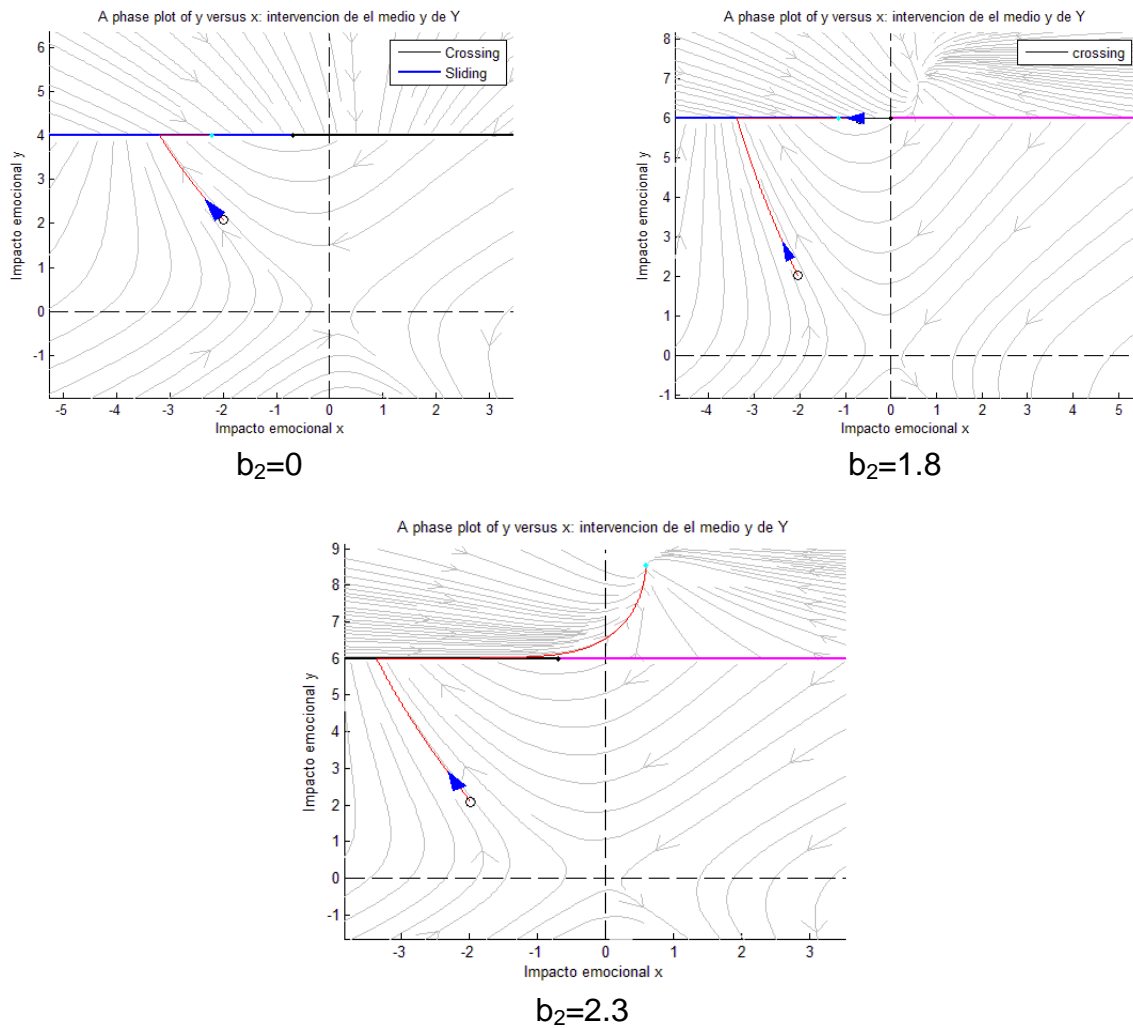 A phase plot of y versus x: intervencion de el medio y de Y
Crossing
Sliding
6
5
4
3
2
1
0
-1
Impacto emocional y
-5 -4 -3 -2 -1 0 1 2 3
Impacto emocional x
b2=0
A phase plot of y versus x: intervencion de el medio y de Y
crossing
8
7
6
5
4
3
2
1
0
-1
Impacto emocional y
-4 -3 -2 -1 0 1 2 3 4 5
Impacto emocional x
b2=1.8
A phase plot of y versus x: intervencion de el medio y de Y
9
8
7
6
5
4
3
2
1
0
-1
Impacto emocional y
-3 -2 -1 0 1 2 3
Impacto emocional x
b2=2.3